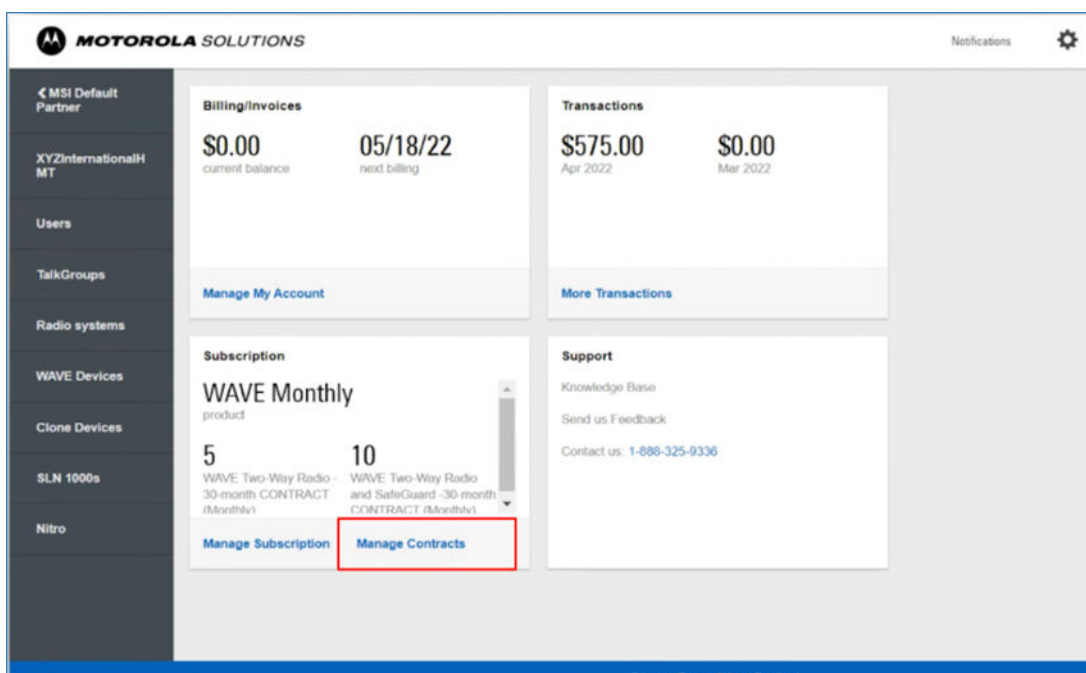 MOTOROLA SOLUTIONS
Notifications
MSI Default
Partner
XYZInternationalH
MT
Users
TalkGroups
Radio systems
WAVE Devices
Clone Devices
SLN 1000s
Nitro
Billing/Invoices
$0.00
current balance
05/18/22
next billing
Manage My Account
Transactions
$575.00
Apr 2022
$0.00
Mar 2022
More Transactions
Subscription
WAVE Monthly
product
5
WAVE Two-Way Radio -
30-month CONTRACT
(Monthly)
10
WAVE Two-Way Radio
and SafeGuard -30-month
CONTRACT (Monthly)
Manage Subscription
Manage Contracts
Support
Knowledge Base
Send us Feedback
Contact us: 1-888-325-9336